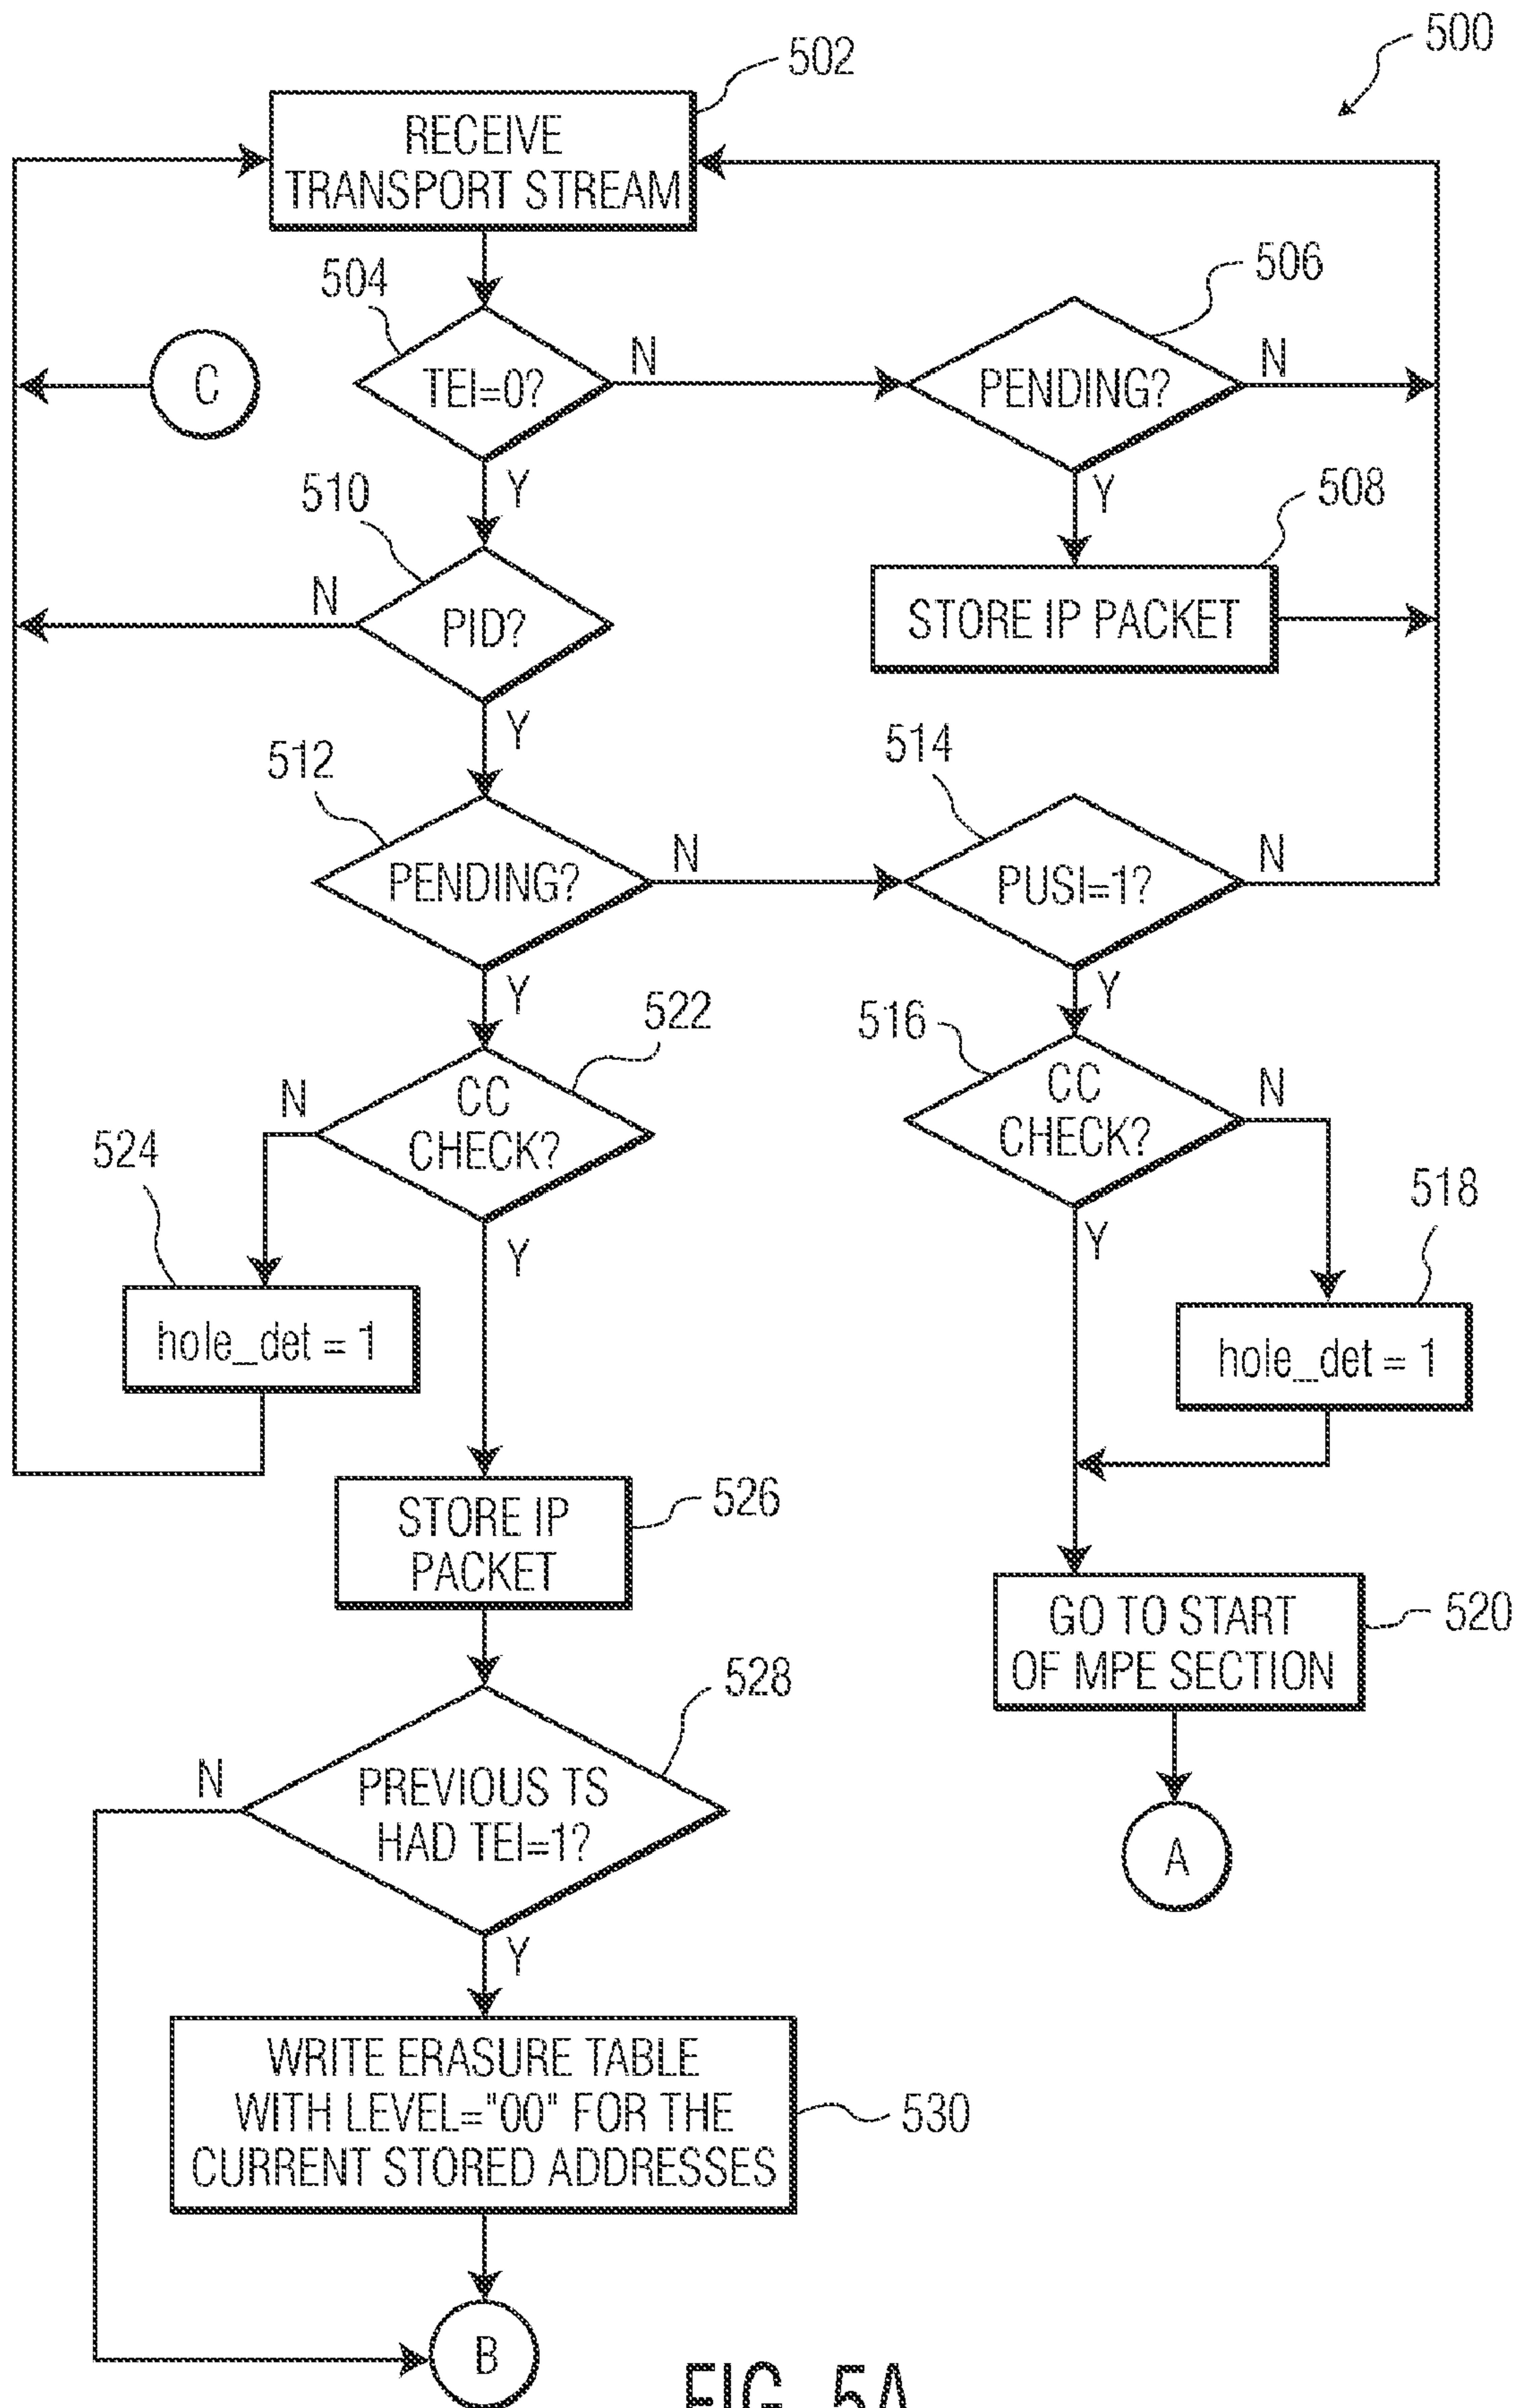 500
502
RECEIVE
TRANSPORT STREAM
504
506
C
TEI=0?
N
PENDING?
N
Y
Y
510
508
N
PID?
STORE IP PACKET
Y
512
514
PENDING?
N
PUSI=1?
N
Y
Y
522
516
N
CC
CHECK?
CC
CHECK?
N
524
518
Y
Y
hole_det = 1
hole_det = 1
STORE IP
PACKET
526
GO TO START
OF MPE SECTION
520
528
N
PREVIOUS TS
HAD TEI=1?
A
Y
WRITE ERASURE TABLE
WITH LEVEL="00" FOR THE
CURRENT STORED ADDRESSES
530
B
FIG. 5A